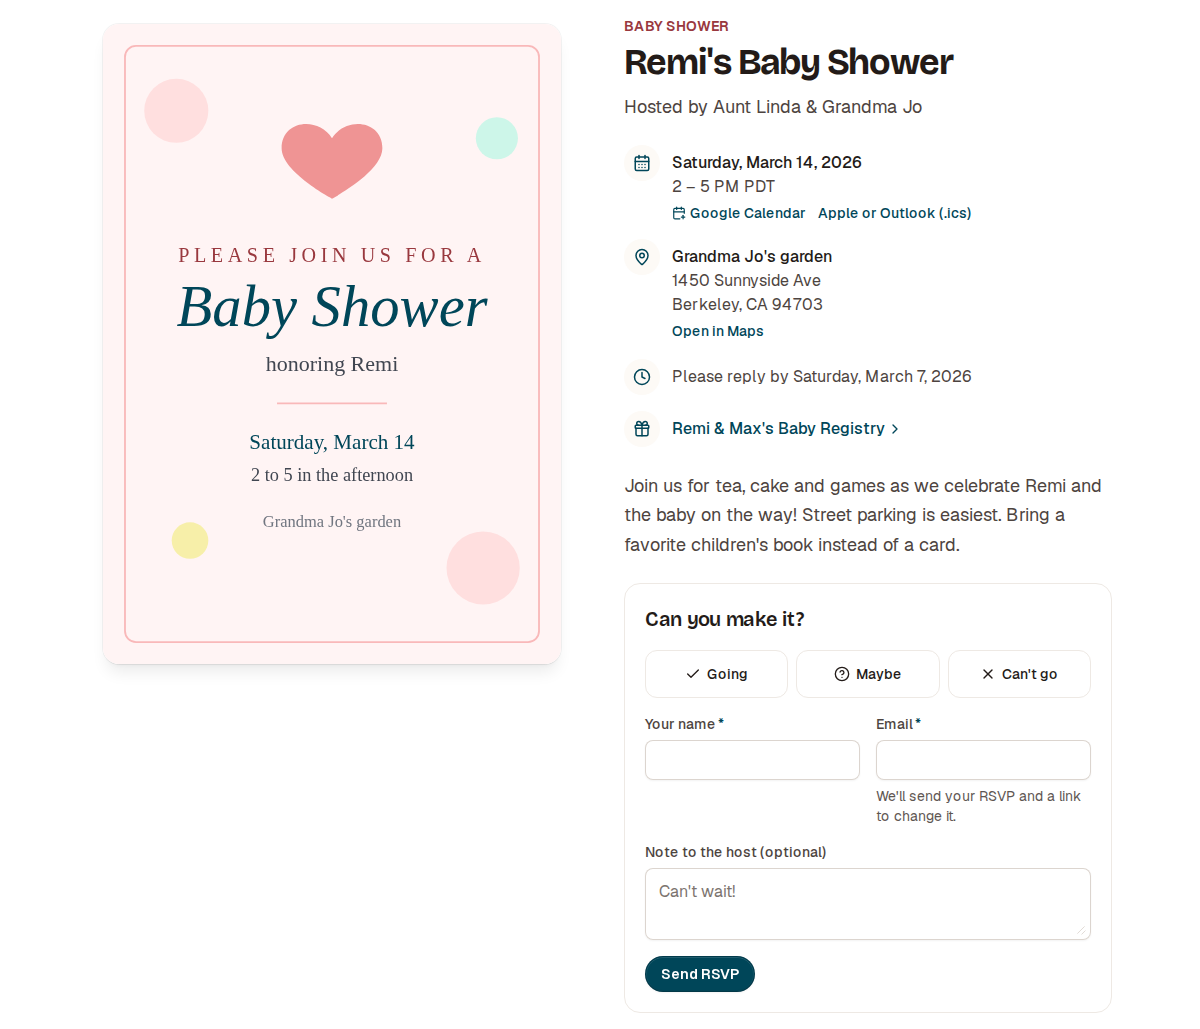 PLEASE JOIN US FOR A
Baby Shower
honoring Remi
Saturday, March 14
2 to 5 in the afternoon
Grandma Jo's garden
BABY SHOWER
Remi's Baby Shower
Hosted by Aunt Linda & Grandma Jo
Saturday, March 14, 2026
2 – 5 PM PDT
Google Calendar Apple or Outlook (.ics)
Grandma Jo's garden
1450 Sunnyside Ave
Berkeley, CA 94703
Open in Maps
Please reply by Saturday, March 7, 2026
Remi & Max's Baby Registry
Join us for tea, cake and games as we celebrate Remi and
the baby on the way! Street parking is easiest. Bring a
favorite children's book instead of a card.
Can you make it?
Going Maybe Can't go
Your name * Email *
We'll send your RSVP and a link
to change it.
Note to the host (optional)
Can't wait!
Send RSVP